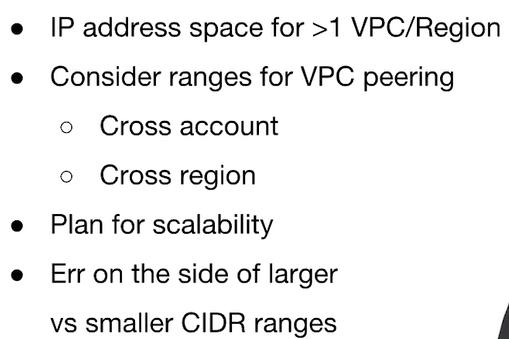 ● IP address space for >1 VPC/Region
● Consider ranges for VPC peering
○ Cross account
○ Cross region
● Plan for scalability
● Err on the side of larger
vs smaller CIDR ranges